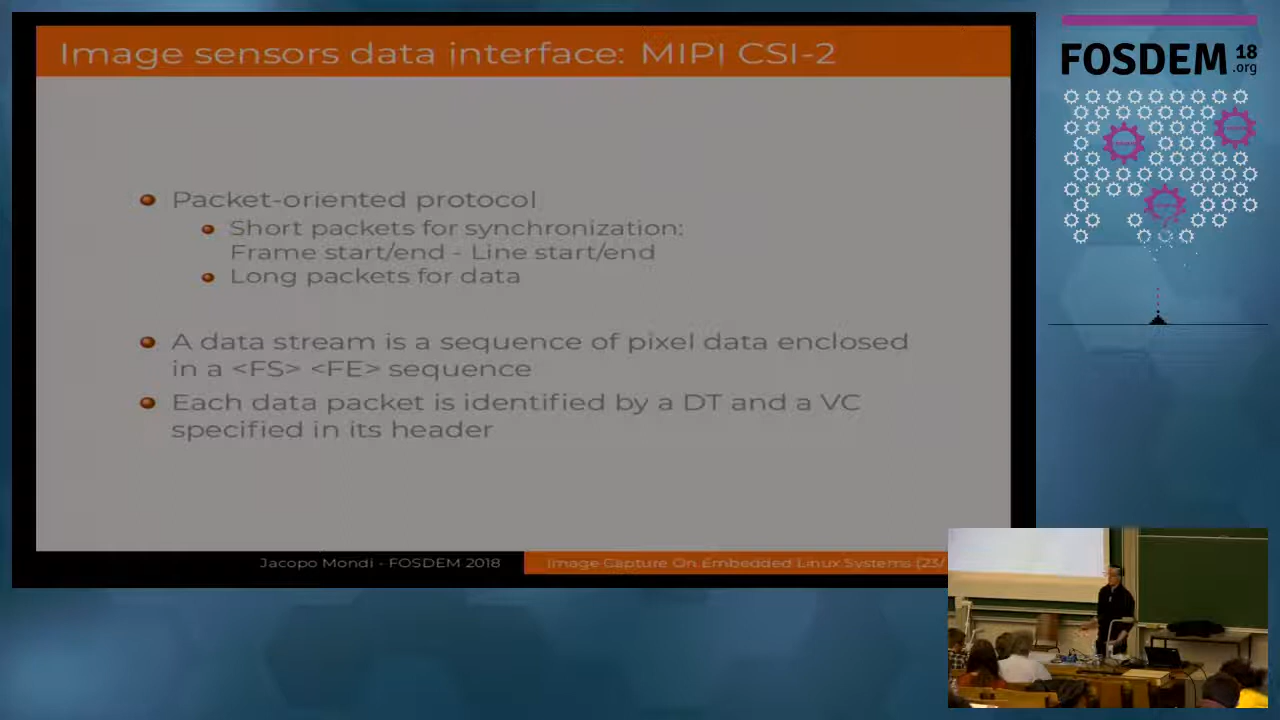 Image sensors data interface: MIPI CSI-2
Packet-oriented protocol
Short packets for synchronization:
Frame start/end - Line start/end
Long packets for data
A data stream is a sequence of pixel data enclosed
in a <FS> <FE> sequence
Each data packet is identified by a DT and a VC
specified in its header
Jacopo Mondi - FOSDEM 2018
Image Capture On Embedded Linux Systems (23/
FOSDEM 18
.org